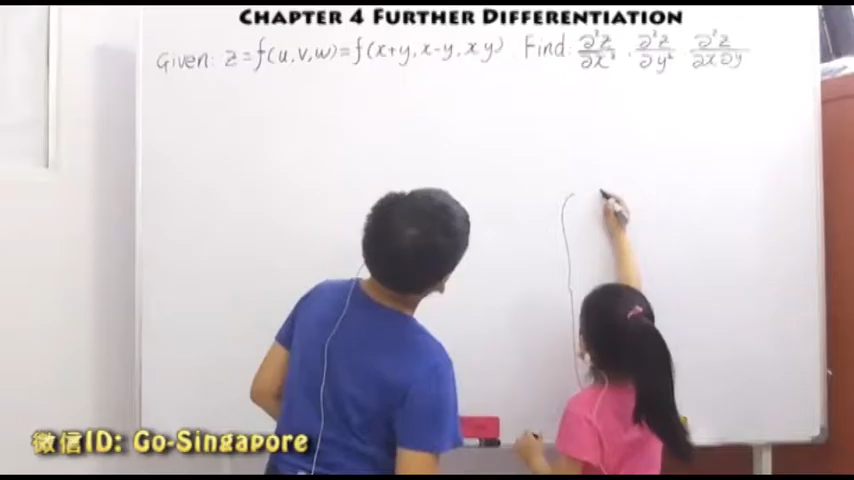 CHAPTER 4 FURTHER DIFFERENTIATION
Given: z=f(u,v,w)=f(x+y,x-y,xy) Find: ∂²z/∂x², ∂²z/∂y², ∂²z/∂x∂y
微信ID: Go-Singapore